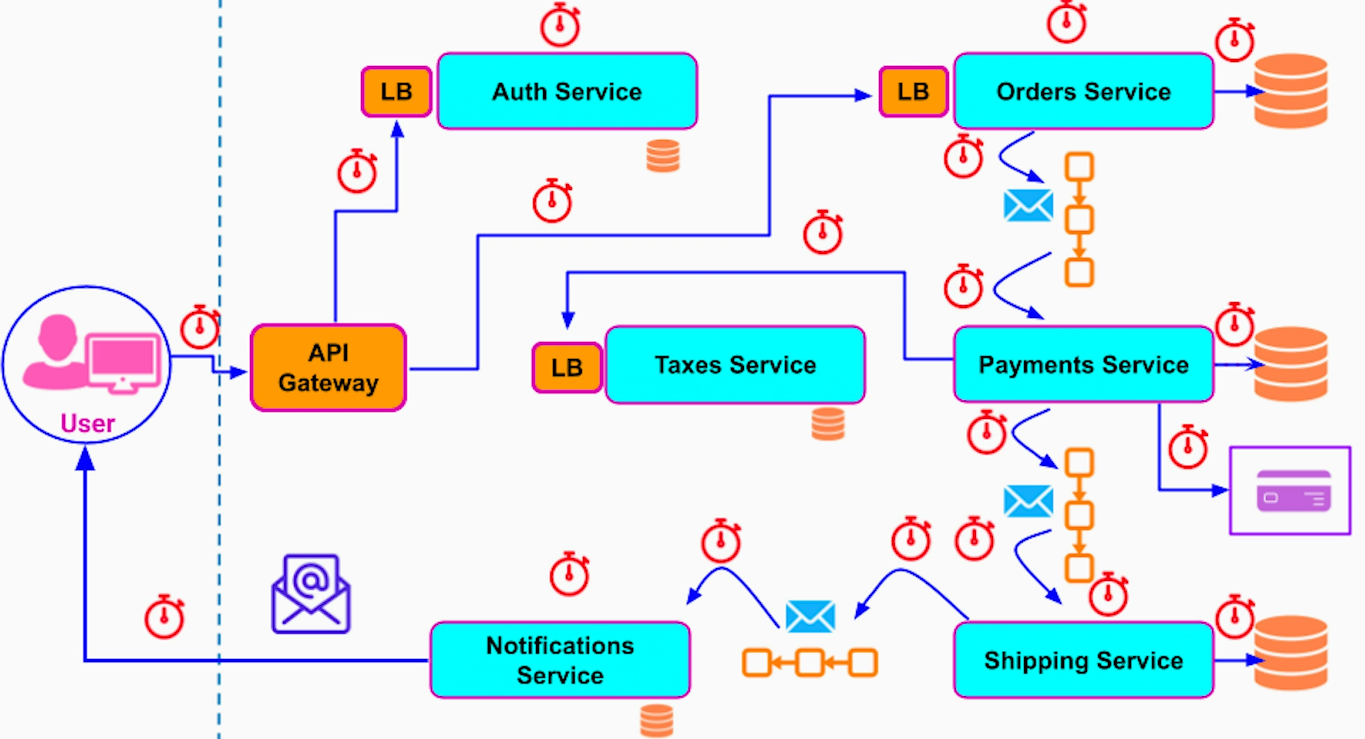 LB
Auth Service
LB
Orders Service
API
Gateway
User
LB
Taxes Service
Payments Service
@
Notifications
Service
Shipping Service